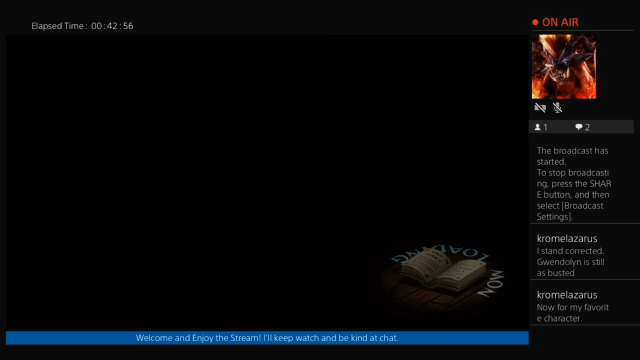 Elapsed Time : 00:42:56
ON AIR
1
2
The broadcast has
started.
To stop broadcasti
ng, press the SHAR
E button, and then
select [Broadcast
Settings].
kromelazarus
I stand corrected.
Gwendolyn is still
as busted
kromelazarus
Now for my favorit
e character.
LOADING
NOW
Welcome and Enjoy the Stream! I'll keep watch and be kind at chat.